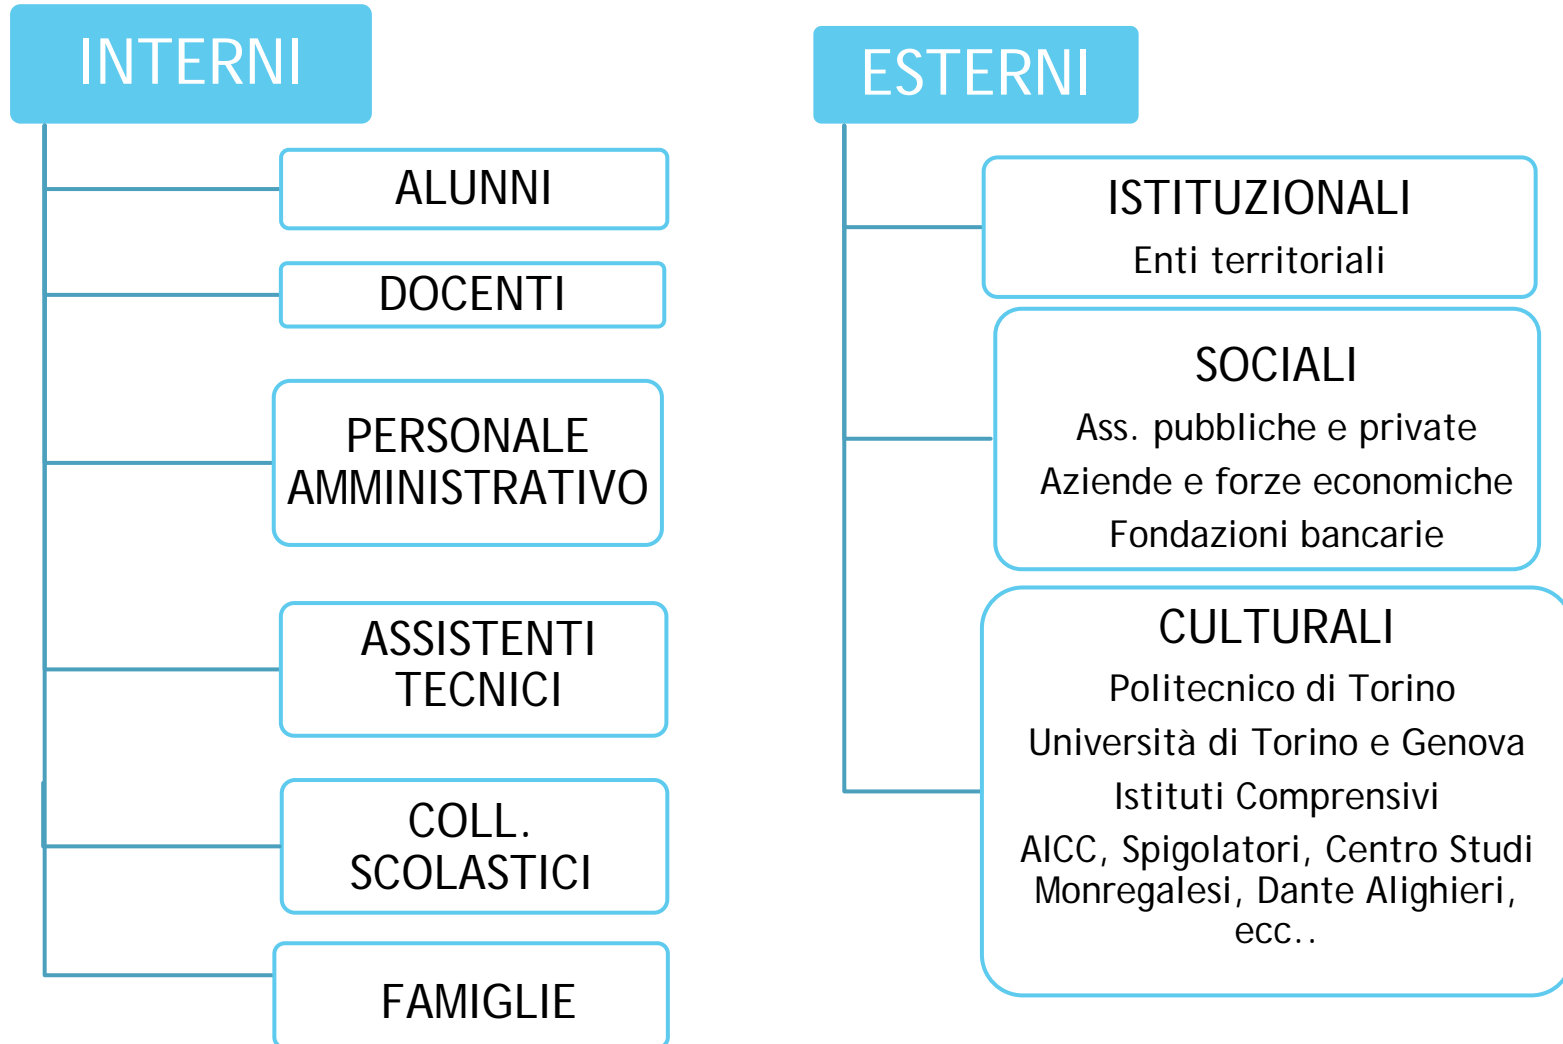 INTERNI
ALUNNI
DOCENTI
PERSONALE
AMMINISTRATIVO
ASSISTENTI
TECNICI
COLL.
SCOLASTICI
FAMIGLIE
ESTERNI
ISTITUZIONALI
Enti territoriali
SOCIALI
Ass. pubbliche e private
Aziende e forze economiche
Fondazioni bancarie
CULTURALI
Politecnico di Torino
Università di Torino e Genova
Istituti Comprensivi
AICC, Spigolatori, Centro Studi
Monregalesi, Dante Alighieri,
ecc..